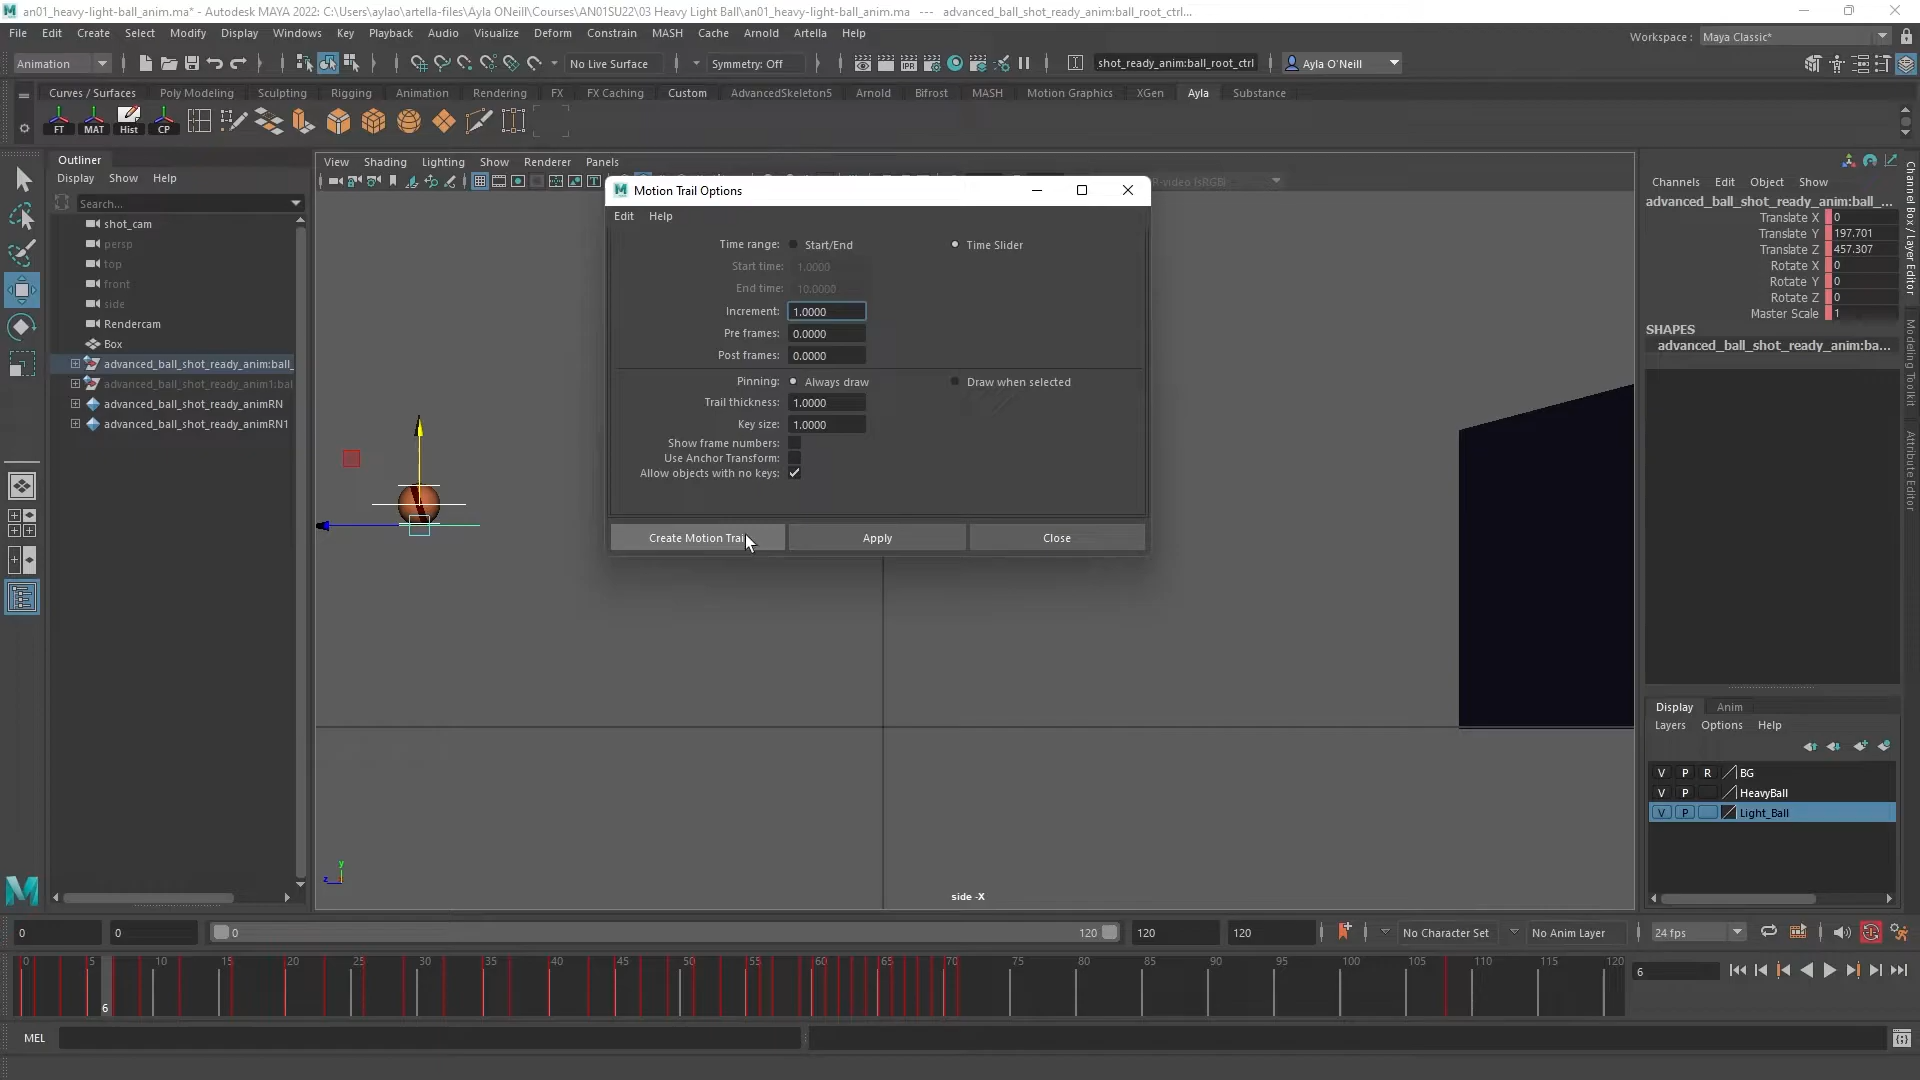 an01_heavy-light-ball_anim.ma* - Autodesk MAYA 2022: C:\Users\aylao\artella-files\Ayla ONeill\Courses\AN01SU22\03 Heavy Light Ball\an01_heavy-light-ball_anim.ma --- advanced_ball_shot_ready_anim:ball_root_ctrl...
File Edit Create Select Modify Display Windows Key Playback Audio Visualize Deform Constrain MASH Cache Arnold Artella Help
Workspace : Maya Classic*
Animation No Live Surface Symmetry: Off shot_ready_anim:ball_root_ctrl Ayla O'Neill
Curves / Surfaces Poly Modeling Sculpting Rigging Animation Rendering FX FX Caching Custom AdvancedSkeleton5 Arnold Bifrost MASH Motion Graphics XGen Ayla Substance
FT MAT Hist CP
IPR
Outliner
Display Show Help
Search...
shot_cam
persp
top
front
side
Rendercam
Box
advanced_ball_shot_ready_anim:ball_
advanced_ball_shot_ready_anim1:bal
advanced_ball_shot_ready_animRN
advanced_ball_shot_ready_animRN1
View Shading Lighting Show Renderer Panels
Motion Trail Options
Edit Help
Time range: Start/End Time Slider
Start time: 1.0000
End time: 10.0000
Increment: 1.0000
Pre frames: 0.0000
Post frames: 0.0000
Pinning: Always draw Draw when selected
Trail thickness: 1.0000
Key size: 1.0000
Show frame numbers:
Use Anchor Transform:
Allow objects with no keys:
Create Motion Trail Apply Close
y
z
side -X
Channels Edit Object Show
advanced_ball_shot_ready_anim:ball_...
Translate X 0
Translate Y 197.701
Translate Z 457.307
Rotate X 0
Rotate Y 0
Rotate Z 0
Master Scale 1
SHAPES
advanced_ball_shot_ready_anim:ba...
Channel Box / Layer Editor
Modeling Toolkit
Attribute Editor
Display Anim
Layers Options Help
V P R BG
V P HeavyBall
V P Light_Ball
0 0 0 120 120 120 No Character Set No Anim Layer 24 fps
0 5 10 15 20 25 30 35 40 45 50 55 60 65 70 75 80 85 90 95 100 105 110 115 120
6
6
MEL